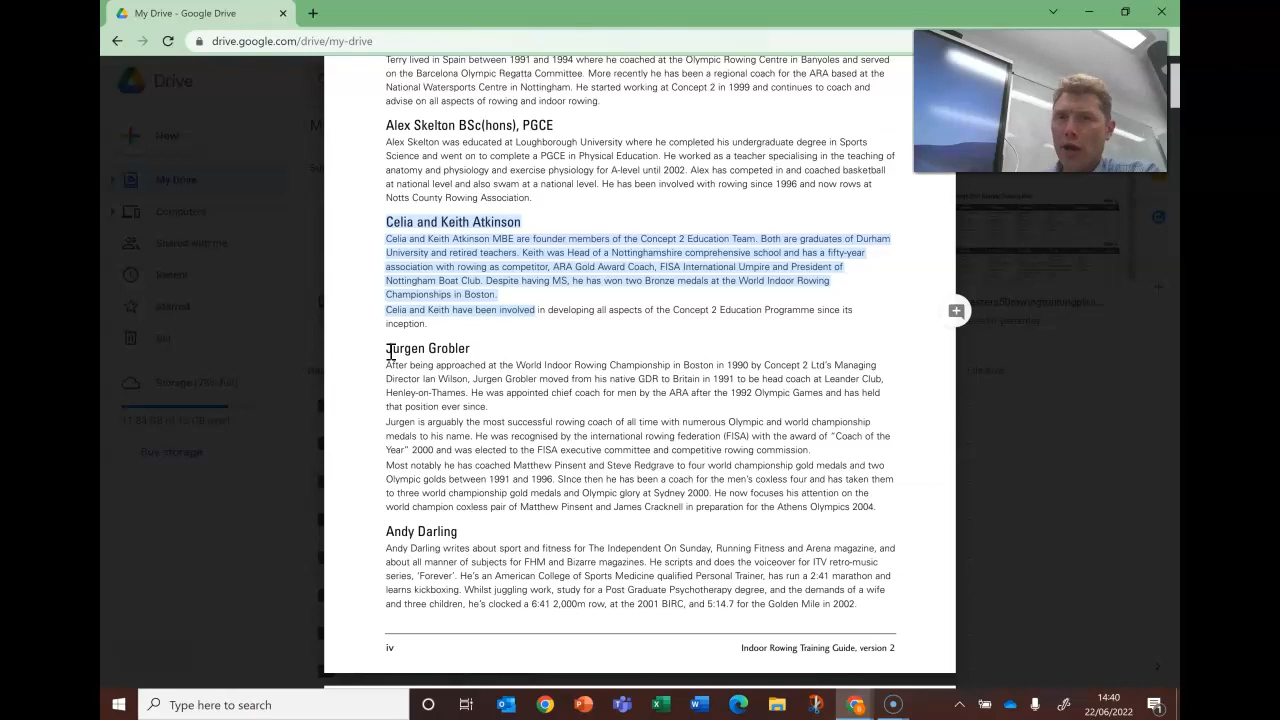 My Drive - Google Drive
drive.google.com/drive/my-drive
Drive
New
My Drive
Computers
Shared with me
Recent
Starred
Bin
Buy storage
Terry lived in Spain between 1991 and 1994 where he coached at the Olympic Rowing Centre in Banyoles and served
on the Barcelona Olympic Regatta Committee. More recently he has been a regional coach for the ARA based at the
National Watersports Centre in Nottingham. He started working at Concept 2 in 1999 and continues to coach and
advise on all aspects of rowing and indoor rowing.
Alex Skelton BSc(hons), PGCE
Alex Skelton was educated at Loughborough University where he completed his undergraduate degree in Sports
Science and went on to complete a PGCE in Physical Education. He worked as a teacher specialising in the teaching of
anatomy and physiology and exercise physiology for A-level until 2002. Alex has competed in and coached basketball
at national level and also swam at a national level. He has been involved with rowing since 1996 and now rows at
Notts County Rowing Association.
Celia and Keith Atkinson
Celia and Keith Atkinson MBE are founder members of the Concept 2 Education Team. Both are graduates of Durham
University and retired teachers. Keith was Head of a Nottinghamshire comprehensive school and has a fifty-year
association with rowing as competitor, ARA Gold Award Coach, FISA International Umpire and President of
Nottingham Boat Club. Despite having MS, he has won two Bronze medals at the World Indoor Rowing
Championships in Boston.
Celia and Keith have been involved in developing all aspects of the Concept 2 Education Programme since its
inception.
Jurgen Grobler
After being approached at the World Indoor Rowing Championship in Boston in 1990 by Concept 2 Ltd's Managing
Director Ian Wilson, Jurgen Grobler moved from his native GDR to Britain in 1991 to be head coach at Leander Club,
Henley-on-Thames. He was appointed chief coach for men by the ARA after the 1992 Olympic Games and has held
that position ever since.
Jurgen is arguably the most successful rowing coach of all time with numerous Olympic and world championship
medals to his name. He was recognised by the international rowing federation (FISA) with the award of "Coach of the
Year" 2000 and was elected to the FISA executive committee and competitive rowing commission.
Most notably he has coached Matthew Pinsent and Steve Redgrave to four world championship gold medals and two
Olympic golds between 1991 and 1996. SInce then he has been a coach for the men's coxless four and has taken them
to three world championship gold medals and Olympic glory at Sydney 2000. He now focuses his attention on the
world champion coxless pair of Matthew Pinsent and James Cracknell in preparation for the Athens Olympics 2004.
Andy Darling
Andy Darling writes about sport and fitness for The Independent On Sunday, Running Fitness and Arena magazine, and
about all manner of subjects for FHM and Bizarre magazines. He scripts and does the voiceover for ITV retro-music
series, 'Forever'. He's an American College of Sports Medicine qualified Personal Trainer, has run a 2:41 marathon and
learns kickboxing. Whilst juggling work, study for a Post Graduate Psychotherapy degree, and the demands of a wife
and three children, he's clocked a 6:41 2,000m row, at the 2001 BIRC, and 5:14.7 for the Golden Mile in 2002.
iv
Indoor Rowing Training Guide, version 2
Type here to search
14:40
22/06/2022